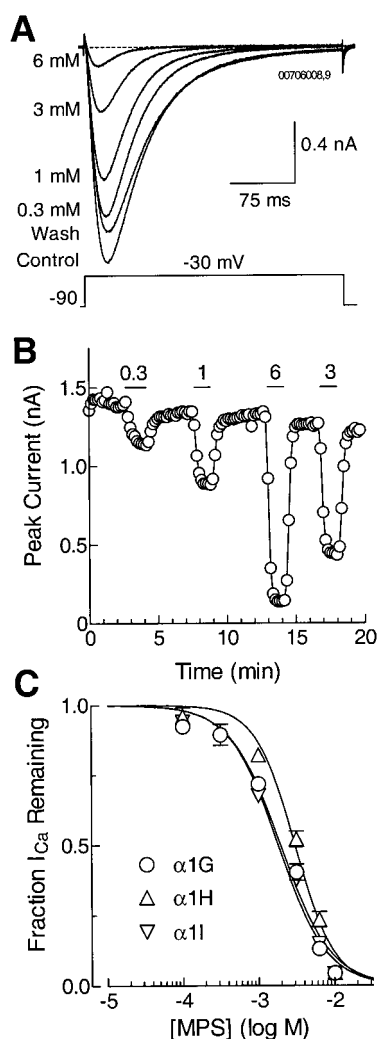 A
6 mM
00706008,9
3 mM
0.4 nA
1 mM
75 ms
0.3 mM
Wash
Control
-30 mV
-90
B
0.3
1
6
3
1.5
1.0
0.5
0
Peak Current (nA)
0
5
10
15
20
Time (min)
C
1.0
0.5
0.0
Fraction ICa Remaining
α1G
α1H
α1I
-5
-4
-3
-2
[MPS] (log M)